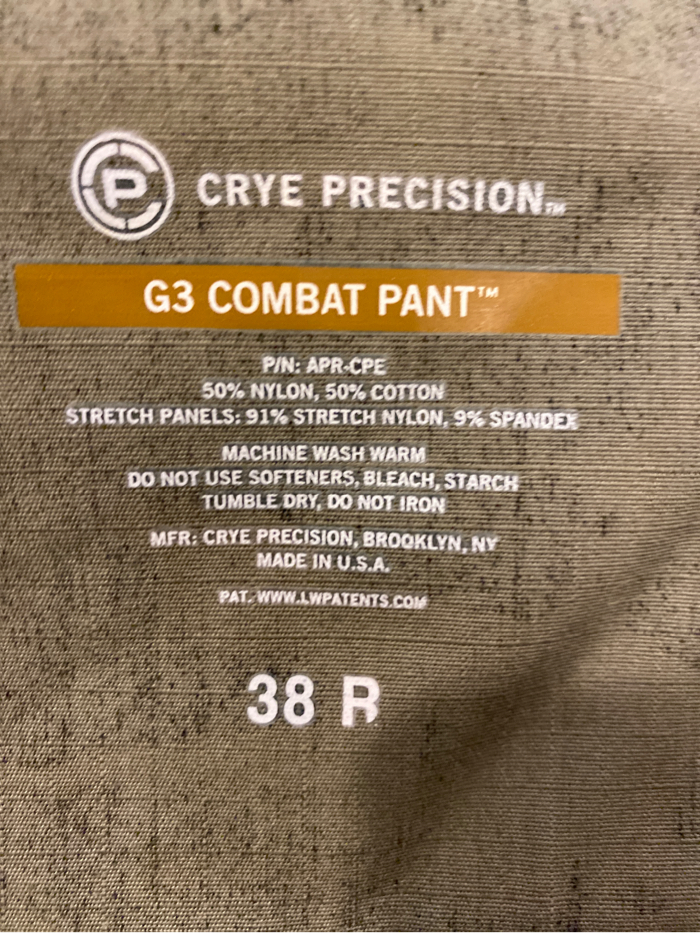 P
CRYE PRECISION™
G3 COMBAT PANT™
P/N: APR-CPE
50% NYLON, 50% COTTON
STRETCH PANELS: 91% STRETCH NYLON, 9% SPANDEX
MACHINE WASH WARM
DO NOT USE SOFTENERS, BLEACH, STARCH
TUMBLE DRY, DO NOT IRON
MFR: CRYE PRECISION, BROOKLYN, NY
MADE IN U.S.A.
PAT. WWW.LWPATENTS.COM
38 R